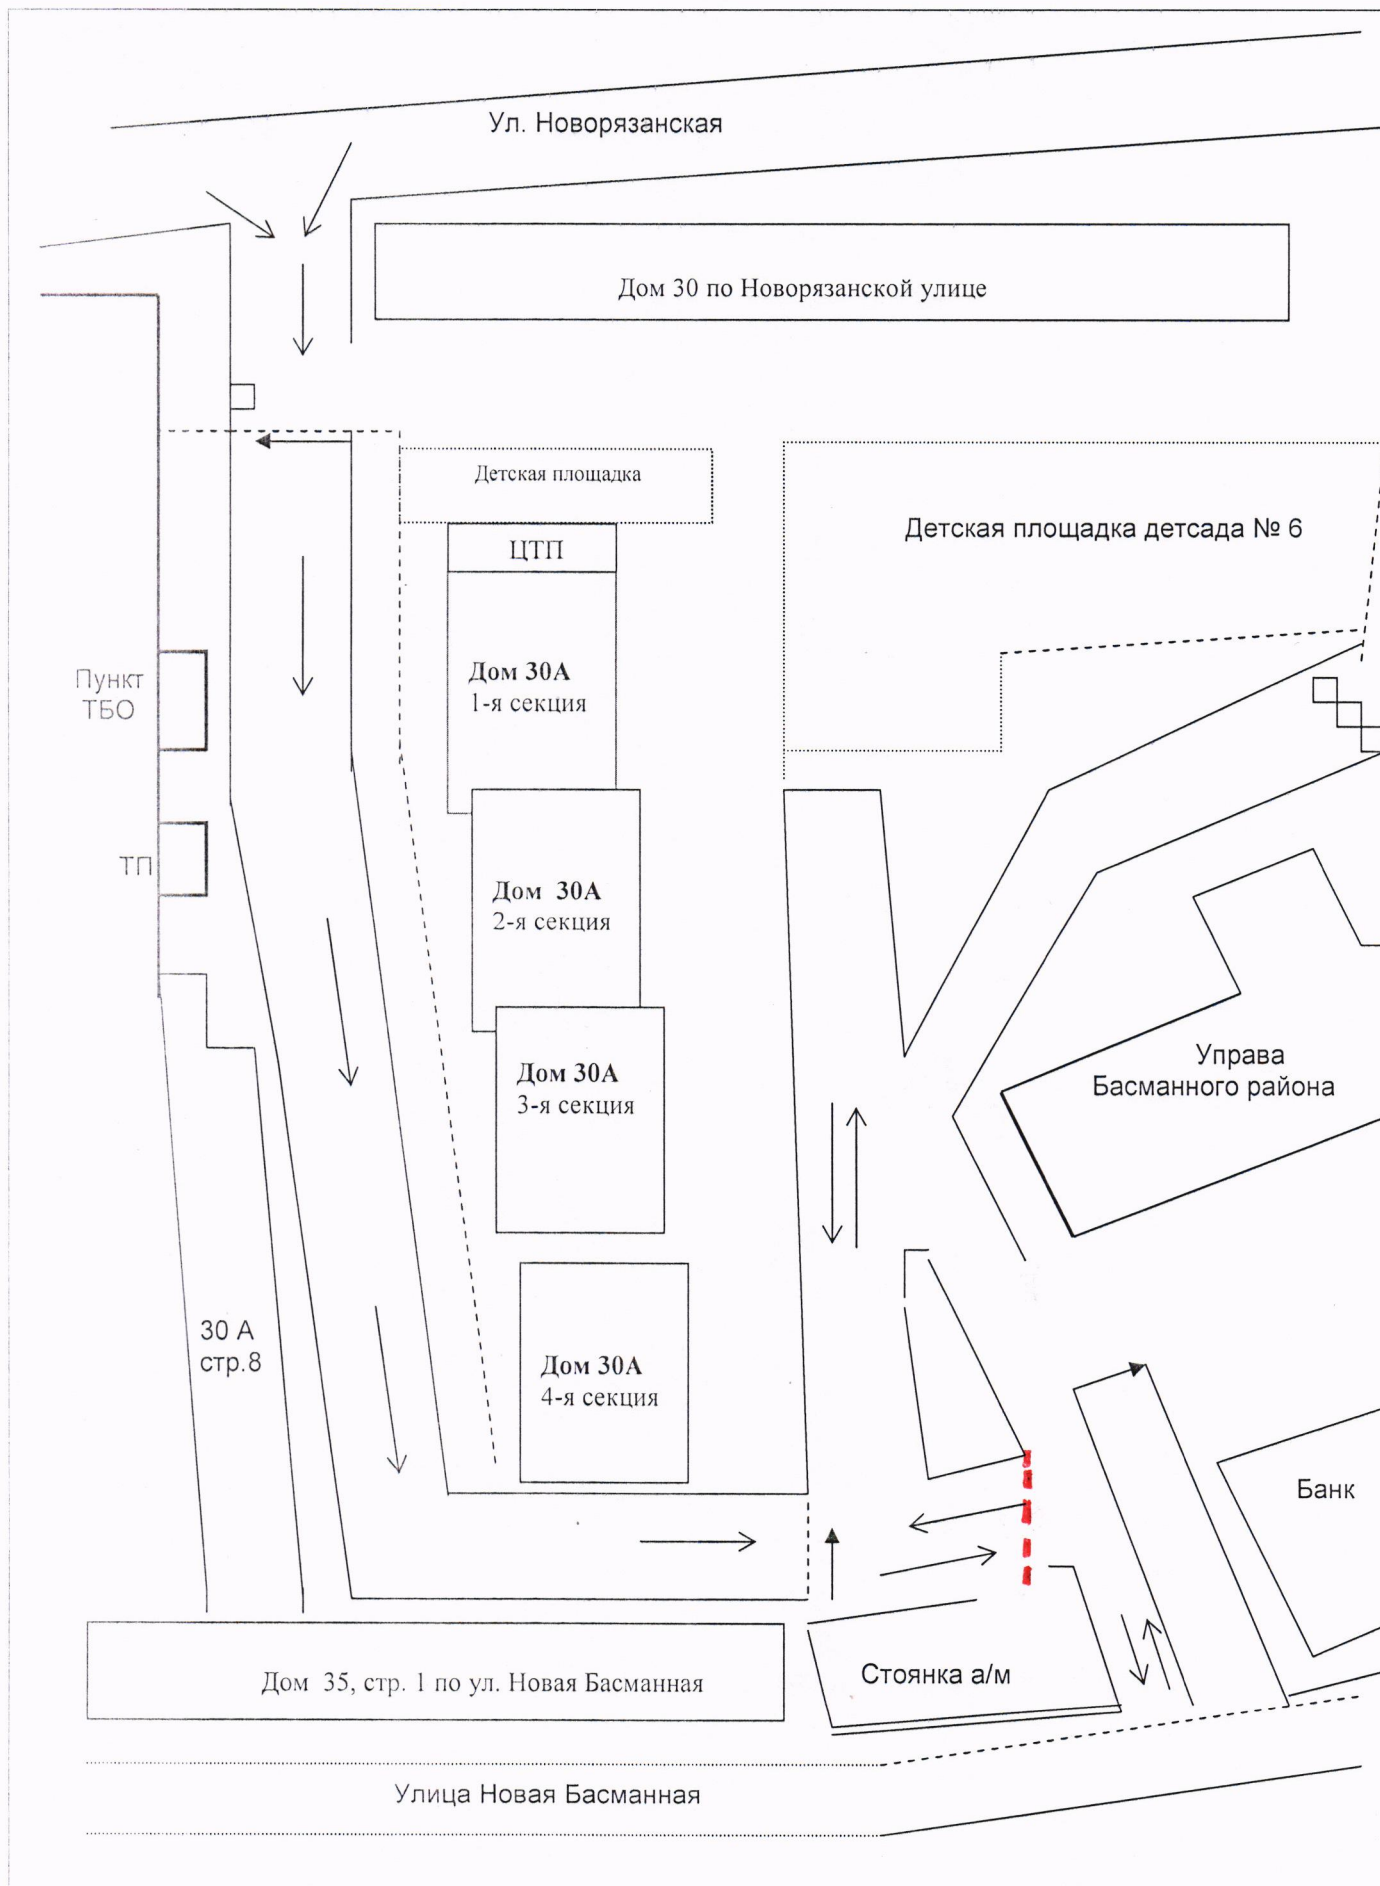 Ул. Новорязанская
Дом 30 по Новорязанской улице
Детская площадка
Детская площадка детсада № 6
ЦТП
Дом 30А
1-я секция
Пункт
ТБО
ТП
Дом 30А
2-я секция
Дом 30А
3-я секция
Управа
Басманного района
30 А
стр.8
Дом 30А
4-я секция
Банк
Стоянка а/м
Дом 35, стр. 1 по ул. Новая Басманная
Улица Новая Басманная